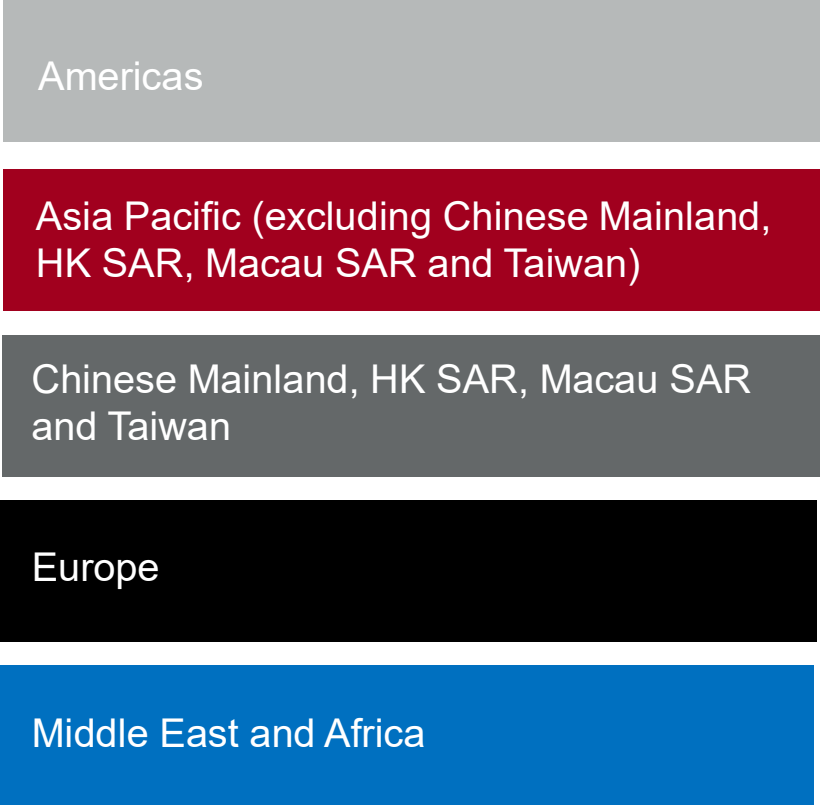 Americas
Asia Pacific (excluding Chinese Mainland,
HK SAR, Macau SAR and Taiwan)
Chinese Mainland, HK SAR, Macau SAR
and Taiwan
Europe
Middle East and Africa